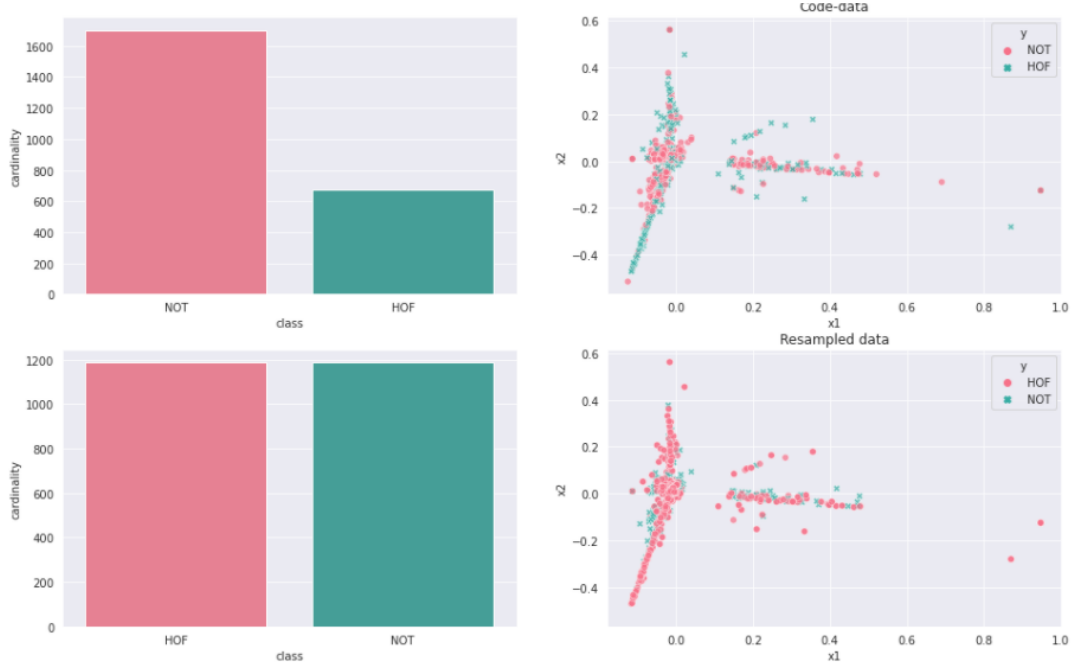 1600
1400
1200
1000
800
600
400
200
0
cardinality
NOT HOF
class
Code-data
0.6
0.4
0.2
0.0
−0.2
−0.4
x2
y
NOT
HOF
0.0 0.2 0.4 0.6 0.8 1.0
x1
1200
1000
800
600
400
200
0
cardinality
HOF NOT
class
Resampled data
0.6
0.4
0.2
0.0
−0.2
−0.4
x2
y
HOF
NOT
0.0 0.2 0.4 0.6 0.8 1.0
x1